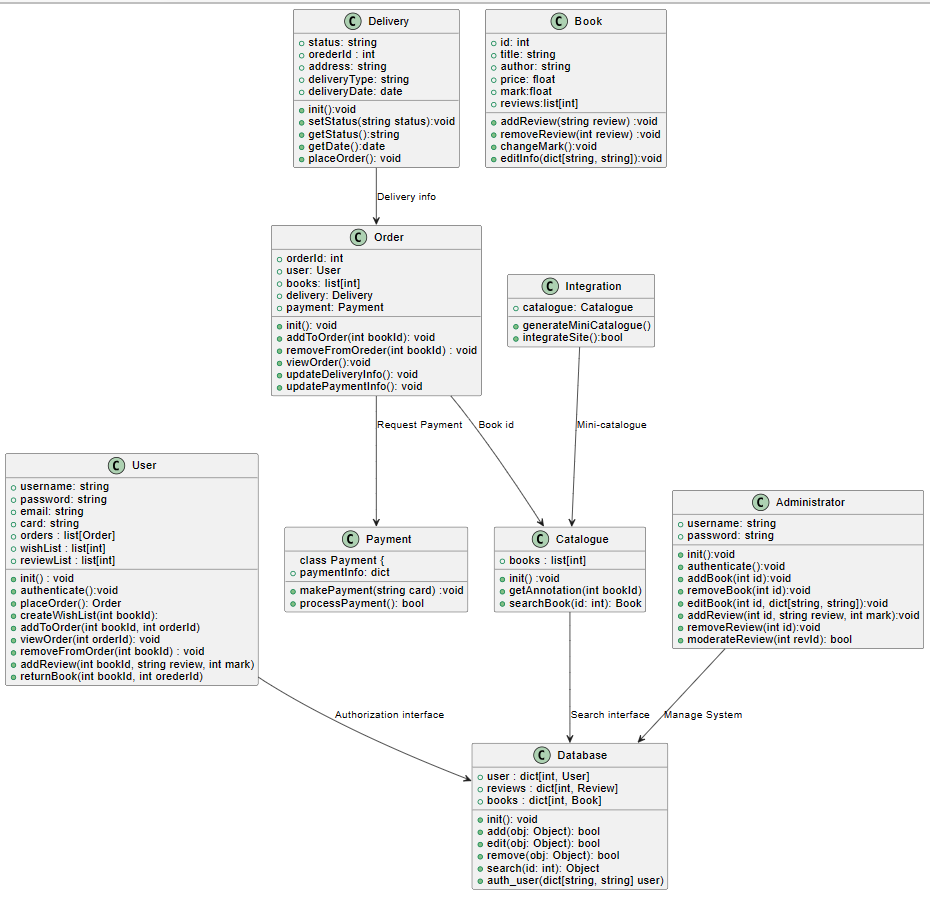 C Delivery
status: string
orederId : int
address: string
deliveryType: string
deliveryDate: date
init():void
setStatus(string status):void
getStatus():string
getDate():date
placeOrder(): void
C Book
id: int
title: string
author: string
price: float
mark:float
reviews:list[int]
addReview(string review) :void
removeReview(int review) :void
changeMark():void
editInfo(dict[string, string]):void
Delivery info
C Order
orderId: int
user: User
books: list[int]
delivery: Delivery
payment: Payment
init(): void
addToOrder(int bookId): void
removeFromOreder(int bookId) : void
viewOrder():void
updateDeliveryInfo(): void
updatePaymentInfo(): void
C Integration
catalogue: Catalogue
generateMiniCatalogue()
integrateSite():bool
Request Payment
Book id
Mini-catalogue
C User
username: string
password: string
email: string
card: string
orders : list[Order]
wishList : list[int]
reviewList : list[int]
init() : void
authenticate():void
placeOrder(): Order
createWishList(int bookId):
addToOrder(int bookId, int orderId)
viewOrder(int orderId): void
removeFromOrder(int bookId) : void
addReview(int bookId, string review, int mark)
returnBook(int bookId, int orederId)
C Payment
class Payment {
paymentInfo: dict
makePayment(string card) :void
processPayment(): bool
C Catalogue
books : list[int]
init() :void
getAnnotation(int bookId)
searchBook(id: int): Book
C Administrator
username: string
password: string
init():void
authenticate():void
addBook(int id):void
removeBook(int id):void
editBook(int id, dict[string, string]):void
addReview(int id, string review, int mark):void
removeReview(int id):void
moderateReview(int revId): bool
Authorization interface
Search interface
Manage System
C Database
user : dict[int, User]
reviews : dict[int, Review]
books : dict[int, Book]
init(): void
add(obj: Object): bool
edit(obj: Object): bool
remove(obj: Object): bool
search(id: int): Object
auth_user(dict[string, string] user)